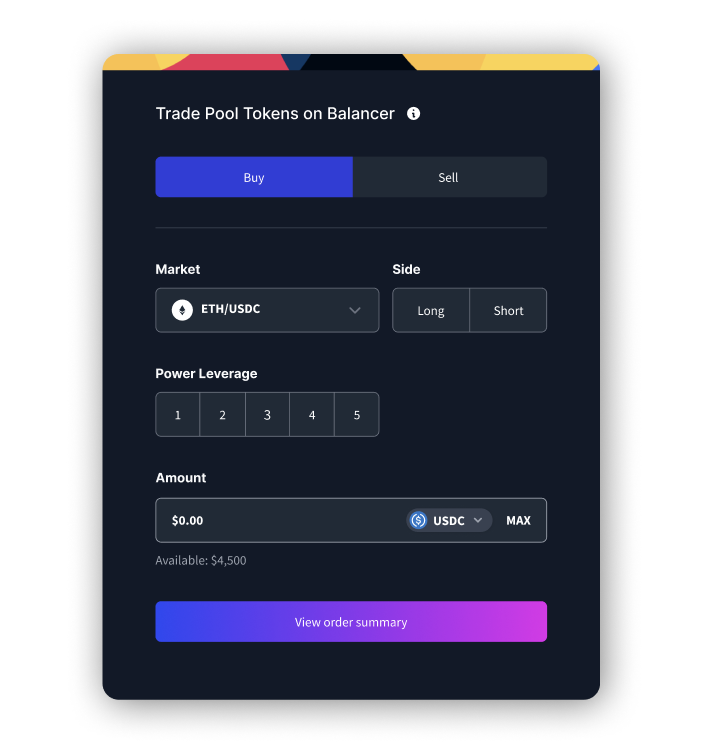 Trade Pool Tokens on Balancer
Buy Sell
Market Side
ETH/USDC Long Short
Power Leverage
1 2 3 4 5
Amount
$0.00 USDC MAX
Available: $4,500
View order summary